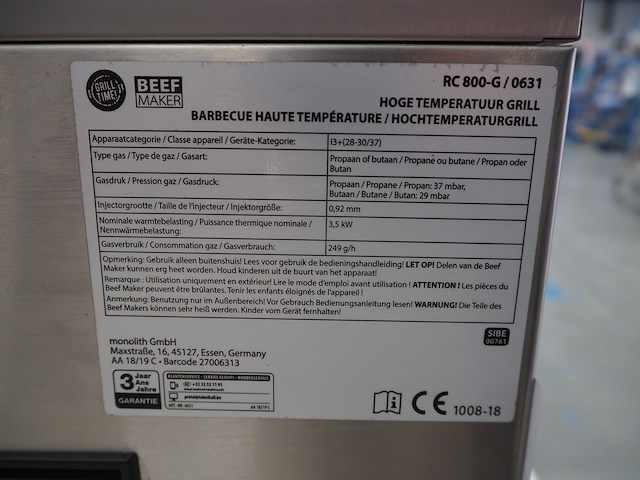 GRILL TIME!
BEEF MAKER
RC 800-G / 0631
HOGE TEMPERATUUR GRILL
BARBECUE HAUTE TEMPÉRATURE / HOCHTEMPERATURGRILL
Apparaatcategorie / Classe appareil / Geräte-Kategorie: I3+(28-30/37)
Type gas / Type de gaz / Gasart: Propaan of butaan / Propane ou butane / Propan oder
Butan
Gasdruk / Pression gaz / Gasdruck: Propaan / Propane / Propan: 37 mbar,
Butaan / Butane / Butan: 29 mbar
Injectorgrootte / Taille de l'injecteur / Injektorgröße: 0,92 mm
Nominale warmtebelasting / Puissance thermique nominale / 3,5 kW
Nennwärmebelastung:
Gasverbruik / Consommation gaz / Gasverbrauch: 249 g/h
Opmerking: Gebruik alleen buitenshuis! Lees voor gebruik de bedieningshandleiding! LET OP! Delen van de Beef
Maker kunnen erg heet worden. Houd kinderen uit de buurt van het apparaat!
Remarque : Utilisation uniquement en extérieur! Lire le mode d'emploi avant utilisation ! ATTENTION ! Les pièces du
Beef Maker peuvent être brûlantes. Tenir les enfants éloignés de l'appareil !
Anmerkung: Benutzung nur im Außenbereich! Vor Gebrauch Bedienungsanleitung lesen! WARNUNG! Die Teile des
Beef Makers können sehr heiß werden. Kinder vom Gerät fernhalten!
SIBE
00761
monolith GmbH
Maxstraße, 16, 45127, Essen, Germany
AA 18/19 C • Barcode 27006313
3 Jaar
Ans
Jahre
GARANTIE
KLANTENSERVICE • SERVICE CLIENTS • KUNDENSERVICE
AA 18/19 C
i CE 1008-18